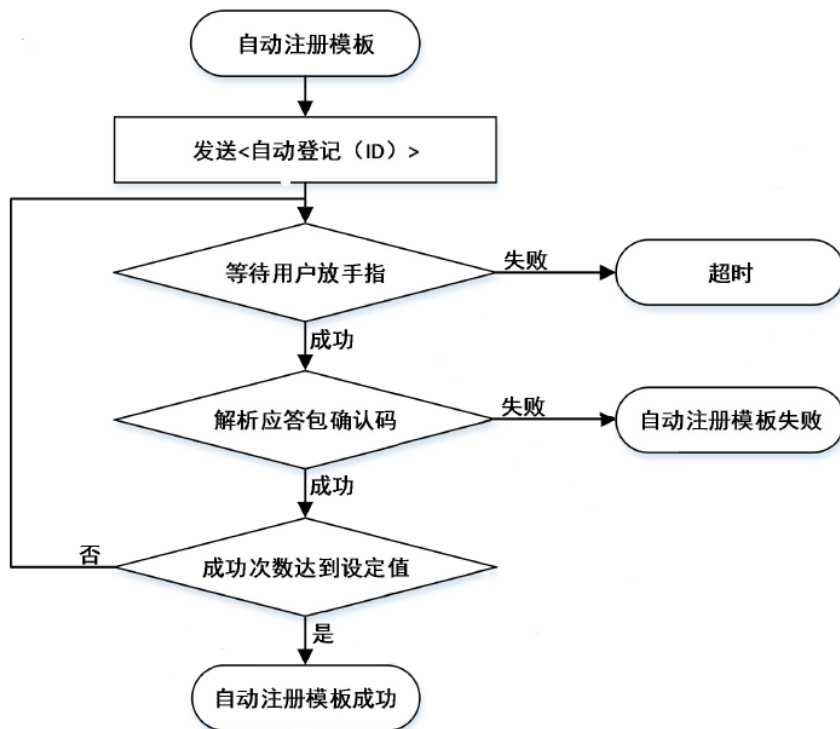 自动注册模板
发送<自动登记（ID）>
等待用户放手指
失败
超时
成功
解析应答包确认码
失败
自动注册模板失败
成功
否
成功次数达到设定值
是
自动注册模板成功